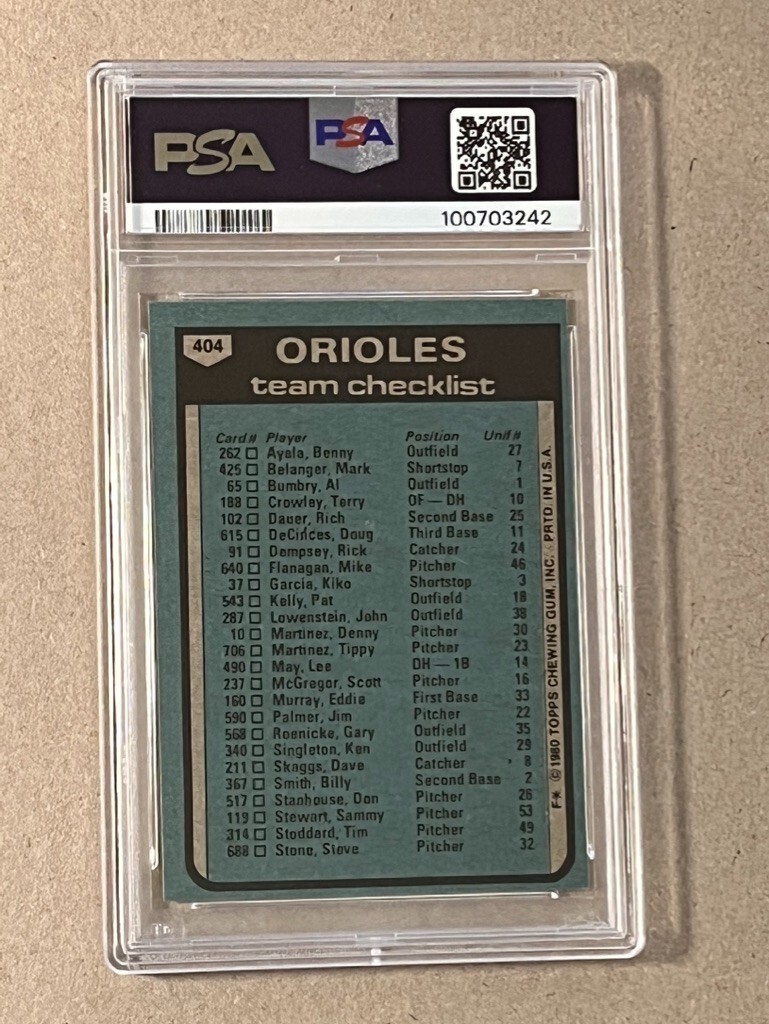 PSA
PSA
100703242
404
ORIOLES
team checklist
Card# Player Position Unif#
262 Ayala, Benny Outfield 27
425 Belanger, Mark Shortstop 7
65 Bumbry, Al Outfield 1
188 Crowley, Terry OF — DH 10
102 Dauer, Rich Second Base 25
615 DeCinces, Doug Third Base 11
91 Dempsey, Rick Catcher 24
640 Flanagan, Mike Pitcher 46
37 Garcia, Kiko Shortstop 3
543 Kelly, Pat Outfield 18
287 Lowenstein, John Outfield 38
10 Martinez, Denny Pitcher 30
706 Martinez, Tippy Pitcher 23
490 May, Lee DH — 1B 14
237 McGregor, Scott Pitcher 16
160 Murray, Eddie First Base 33
590 Palmer, Jim Pitcher 22
568 Roenicke, Gary Outfield 35
340 Singleton, Ken Outfield 29
211 Skaggs, Dave Catcher 8
367 Smith, Billy Second Base 2
517 Stanhouse, Don Pitcher 26
119 Stewart, Sammy Pitcher 53
314 Stoddard, Tim Pitcher 49
688 Stone, Steve Pitcher 32
F* © 1980 TOPPS CHEWING GUM, INC. PRTD. IN U.S.A.